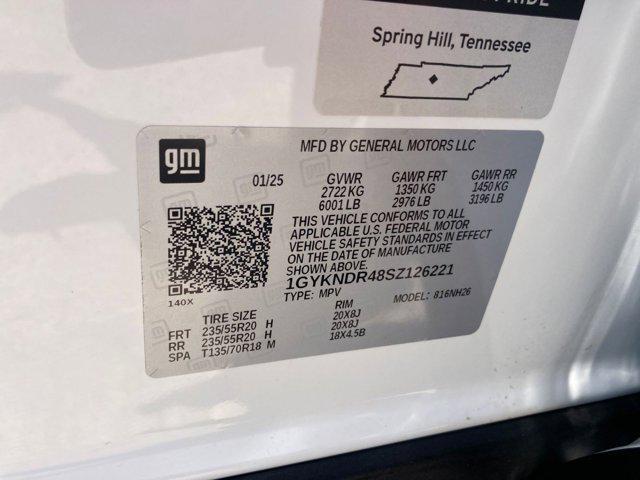 PRIDE
Spring Hill, Tennessee
gm
MFD BY GENERAL MOTORS LLC
01/25 GVWR GAWR FRT GAWR RR
2722 KG 1350 KG 1450 KG
6001 LB 2976 LB 3196 LB
THIS VEHICLE CONFORMS TO ALL
APPLICABLE U.S. FEDERAL MOTOR
VEHICLE SAFETY STANDARDS IN EFFECT
ON THE DATE OF MANUFACTURE
SHOWN ABOVE.
1GYKNDR48SZ126221
TYPE: MPV MODEL: 816NH26
140X
TIRE SIZE RIM
FRT 235/55R20 H 20X8J
RR 235/55R20 H 20X8J
SPA T135/70R18 M 18X4.5B